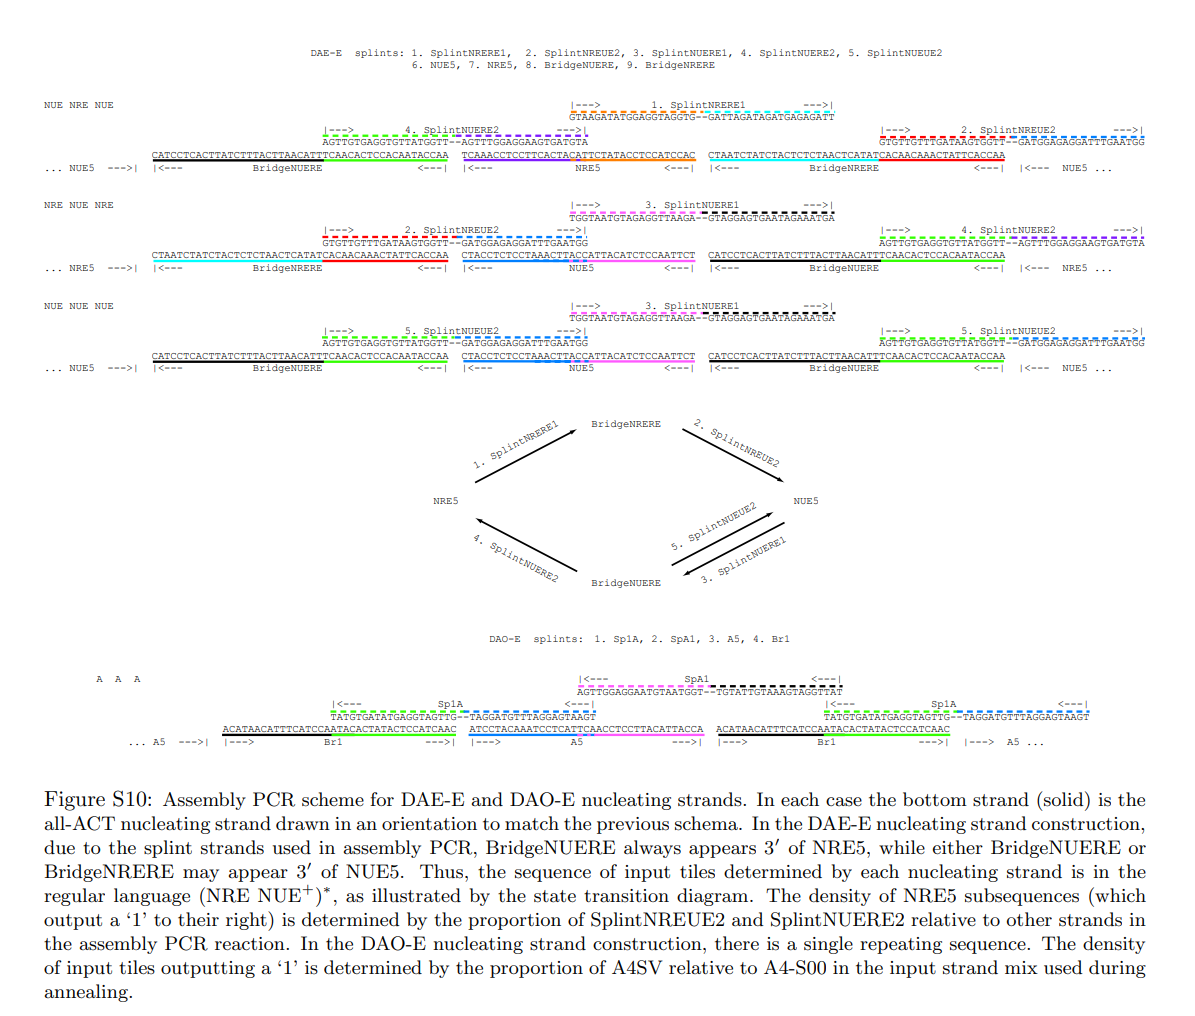 DAE-E splints: 1. SplintNRERE1, 2. SplintNREUE2, 3. SplintNUERE1, 4. SplintNUERE2, 5. SplintNUEUE2
6. NUE5, 7. NRE5, 8. BridgeNUERE, 9. BridgeNRERE
NUE NRE NUE
|---> 1. SplintNRERE1 --->|
GTAAGATATGGAGGTAGGTG--GATTAGATAGATGAGAGATT
|---> 4. SplintNUERE2 --->| |---> 2. SplintNREUE2 --->|
AGTTGTGAGGTGTTATGGTT--AGTTTGGAGGAAGTGATGTA GTGTTGTTTGATAAGTGGTT--GATGGAGAGGATTTGAATGG
CATCCTCACTTATCTTTACTTAACATTTCAACACTCCACAATACCAA TCAAACCTCCTTCACTACATTCTATACCTCCATCCAC CTAATCTATCTACTCTCTAACTCATATCACAACAAACTATTCACCAA
... NUE5 --->| |<--- BridgeNUERE <---| |<--- NRE5 <---| |<--- BridgeNRERE <---| |<--- NUE5 ...
NRE NUE NRE
|---> 3. SplintNUERE1 --->|
TGGTAATGTAGAGGTTAAGA--GTAGGAGTGAATAGAAATGA
|---> 2. SplintNREUE2 --->| |---> 4. SplintNUERE2 --->|
GTGTTGTTTGATAAGTGGTT--GATGGAGAGGATTTGAATGG AGTTGTGAGGTGTTATGGTT--AGTTTGGAGGAAGTGATGTA
CTAATCTATCTACTCTCTAACTCATATCACAACAAACTATTCACCAA CTACCTCTCCTAAACTTACCATTACATCTCCAATTCT CATCCTCACTTATCTTTACTTAACATTTCAACACTCCACAATACCAA
... NRE5 --->| |<--- BridgeNRERE <---| |<--- NUE5 <---| |<--- BridgeNUERE <---| |<--- NRE5 ...
NUE NUE NUE
|---> 3. SplintNUERE1 --->|
TGGTAATGTAGAGGTTAAGA--GTAGGAGTGAATAGAAATGA
|---> 5. SplintNUEUE2 --->| |---> 5. SplintNUEUE2 --->|
AGTTGTGAGGTGTTATGGTT--GATGGAGAGGATTTGAATGG AGTTGTGAGGTGTTATGGTT--GATGGAGAGGATTTGAATGG
CATCCTCACTTATCTTTACTTAACATTTCAACACTCCACAATACCAA CTACCTCTCCTAAACTTACCATTACATCTCCAATTCT CATCCTCACTTATCTTTACTTAACATTTCAACACTCCACAATACCAA
... NUE5 --->| |<--- BridgeNUERE <---| |<--- NUE5 <---| |<--- BridgeNUERE <---| |<--- NUE5 ...
BridgeNRERE
1. SplintNRERE1
2. SplintNREUE2
NRE5
NUE5
5. SplintNUEUE2
4. SplintNUERE2
3. SplintNUERE1
BridgeNUERE
DAO-E splints: 1. Sp1A, 2. SpA1, 3. A5, 4. Br1
A A A
|<--- SpA1 <---|
AGTTGGAGGAATGTAATGGT--TGTATTGTAAAGTAGGTTAT
|<--- Sp1A <---| |<--- Sp1A <---|
TATGTGATATGAGGTAGTTG--TAGGATGTTTAGGAGTAAGT TATGTGATATGAGGTAGTTG--TAGGATGTTTAGGAGTAAGT
ACATAACATTTCATCCAATACACTATACTCCATCAAC ATCCTACAAATCCTCATTCAACCTCCTTACATTACCA ACATAACATTTCATCCAATACACTATACTCCATCAAC
... A5 --->| |---> Br1 --->| |---> A5 --->| |---> Br1 --->| |---> A5 ...
Figure S10: Assembly PCR scheme for DAE-E and DAO-E nucleating strands. In each case the bottom strand (solid) is the
all-ACT nucleating strand drawn in an orientation to match the previous schema. In the DAE-E nucleating strand construction,
due to the splint strands used in assembly PCR, BridgeNUERE always appears 3′ of NRE5, while either BridgeNUERE or
BridgeNRERE may appear 3′ of NUE5. Thus, the sequence of input tiles determined by each nucleating strand is in the
regular language (NRE NUE⁺)*, as illustrated by the state transition diagram. The density of NRE5 subsequences (which
output a ‘1’ to their right) is determined by the proportion of SplintNREUE2 and SplintNUERE2 relative to other strands in
the assembly PCR reaction. In the DAO-E nucleating strand construction, there is a single repeating sequence. The density
of input tiles outputting a ‘1’ is determined by the proportion of A4SV relative to A4-S00 in the input strand mix used during
annealing.